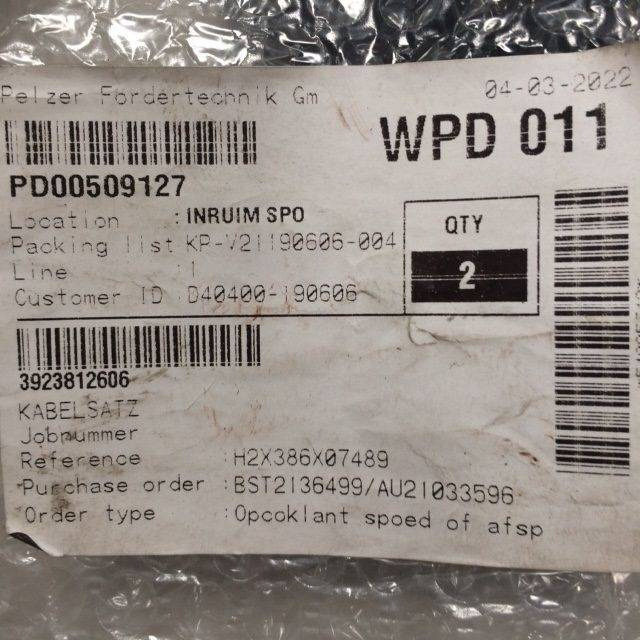 Pelzer Fordertechnik Gm
04-03-2022
WPD 011
PD00509127
Location : INRUIM SPO
Packing list KP-V21190606-004
Line : 1
Customer ID : D40400-190606
QTY
2
3923812606
KABELSATZ
Jobnummer
Reference : H2X386X07489
Purchase order : BST2136499/AU21033596
Order type : Opcoklant spoed of afsp